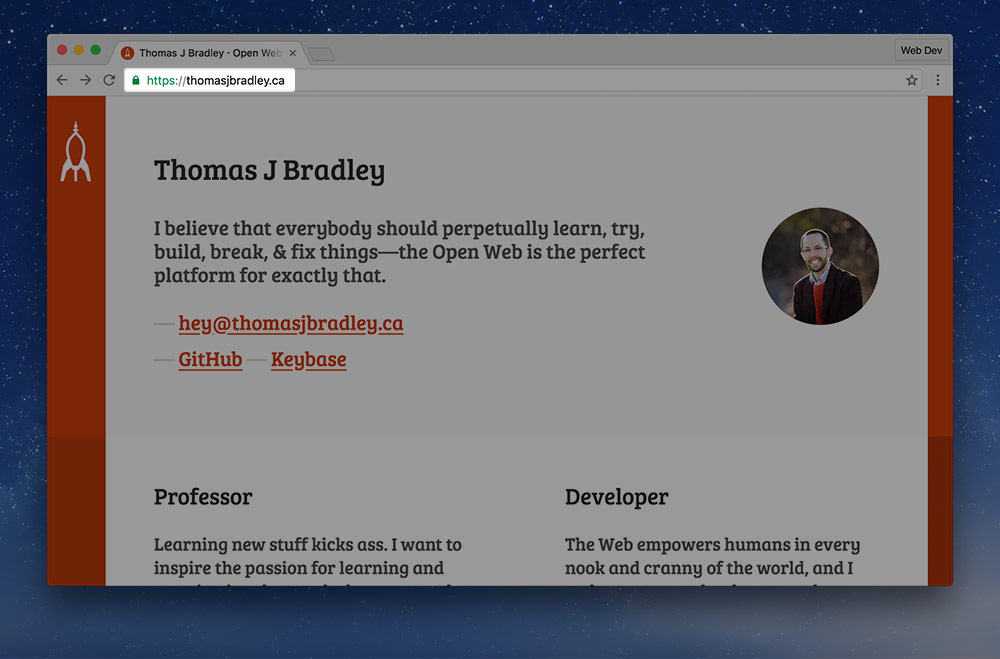 Thomas J Bradley · Open Web
Web Dev
https://thomasjbradley.ca
Thomas J Bradley
I believe that everybody should perpetually learn, try,
build, break, & fix things—the Open Web is the perfect
platform for exactly that.
— hey@thomasjbradley.ca
— GitHub — Keybase
Professor
Learning new stuff kicks ass. I want to
inspire the passion for learning and
Developer
The Web empowers humans in every
nook and cranny of the world, and I